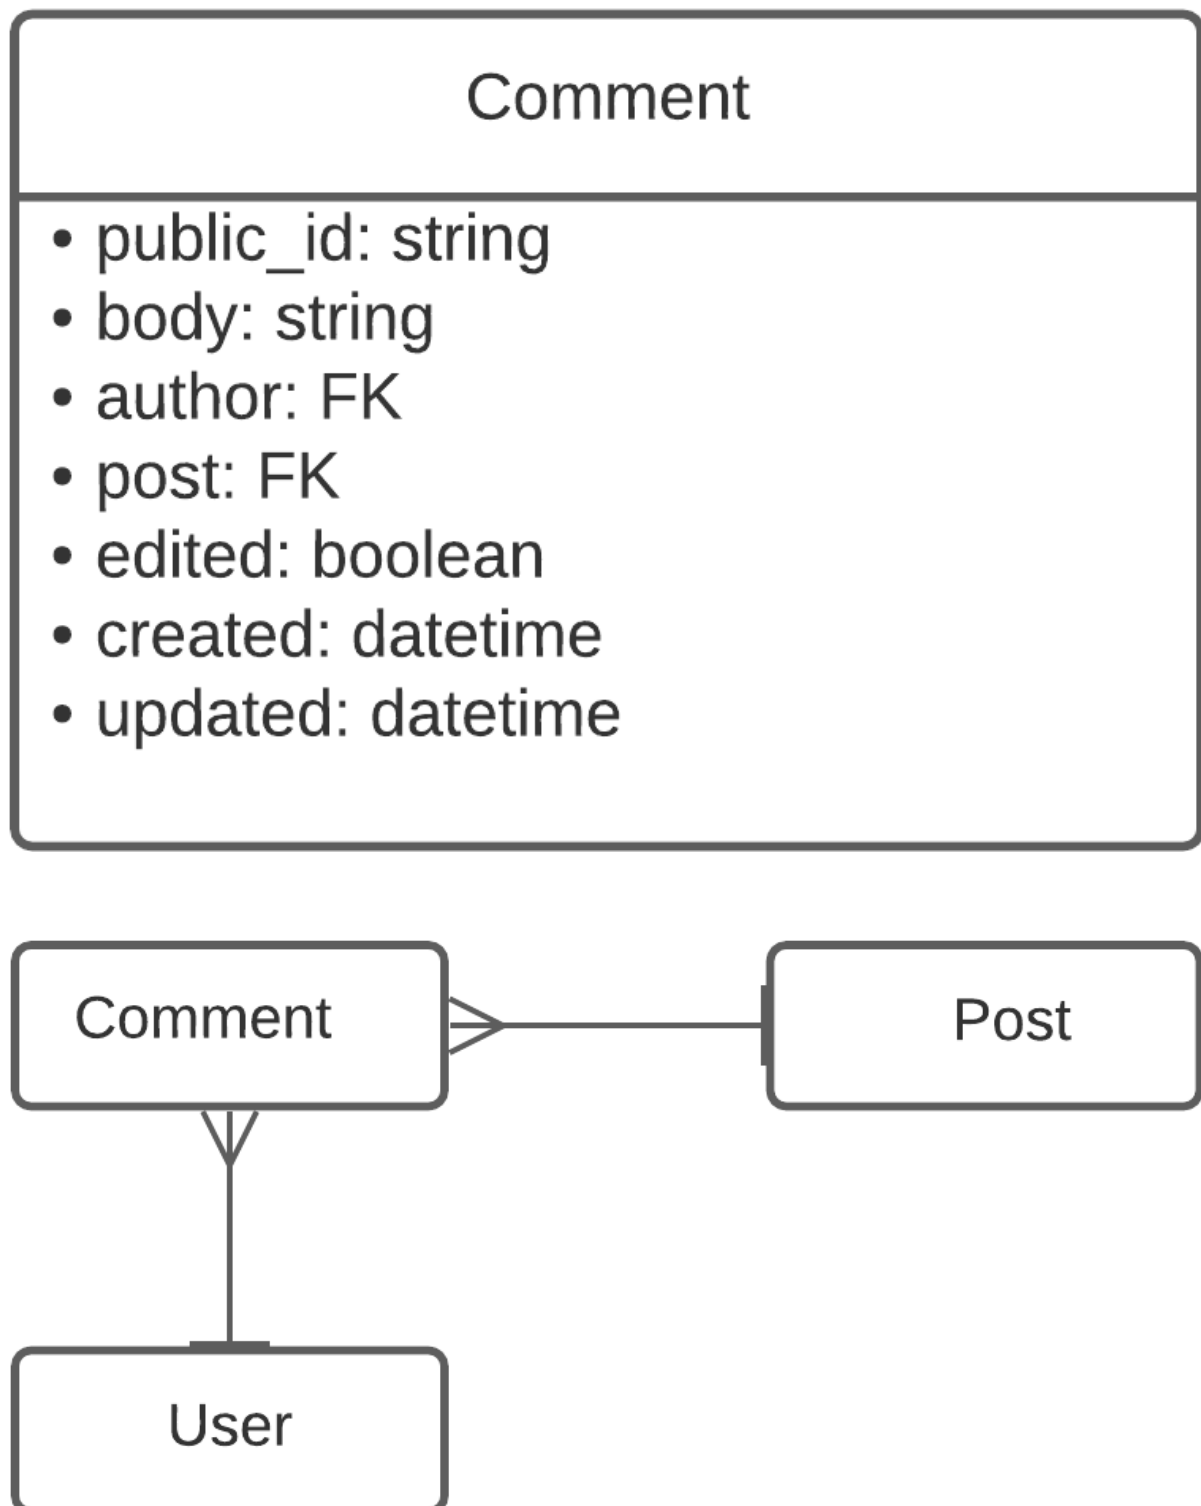 Comment
• public_id: string
• body: string
• author: FK
• post: FK
• edited: boolean
• created: datetime
• updated: datetime
Comment
Post
User